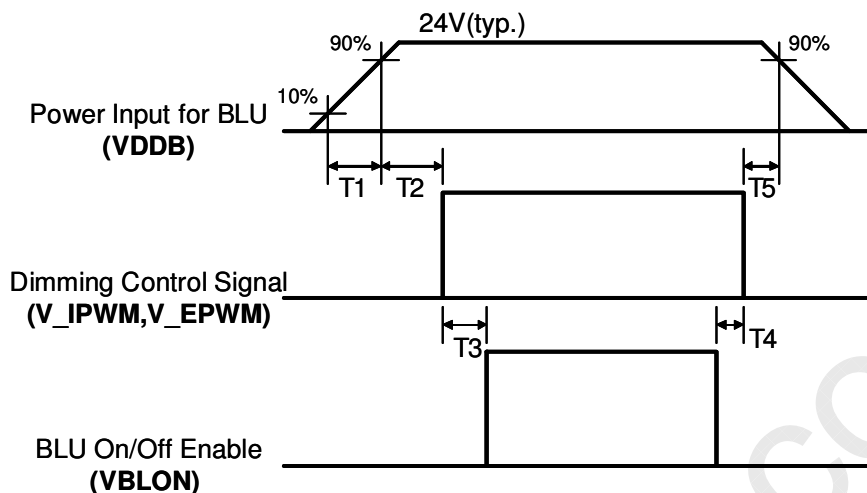 24V(typ.)
90%
90%
10%
Power Input for BLU
(VDDB)
T1
T2
T5
Dimming Control Signal
(V_IPWM,V_EPWM)
T3
T4
BLU On/Off Enable
(VBLON)